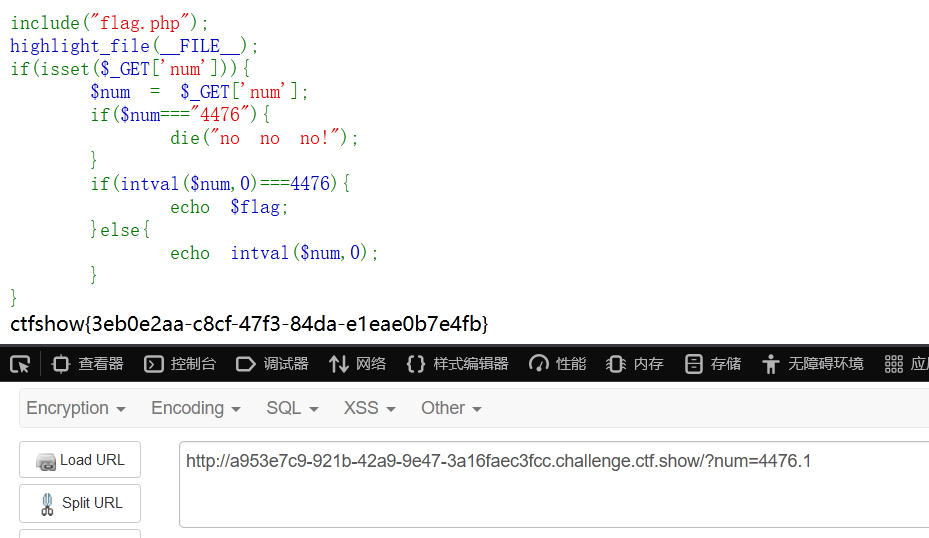 include("flag.php");
highlight_file(__FILE__);
if(isset($_GET['num'])){
$num = $_GET['num'];
if($num==="4476"){
die("no no no!");
}
if(intval($num,0)===4476){
echo $flag;
}else{
echo intval($num,0);
}
}
ctfshow{3eb0e2aa-c8cf-47f3-84da-e1eae0b7e4fb}
查看器 控制台 调试器 网络 样式编辑器 性能 内存 存储 无障碍环境
Encryption Encoding SQL XSS Other
Load URL
http://a953e7c9-921b-42a9-9e47-3a16faec3fcc.challenge.ctf.show/?num=4476.1
Split URL